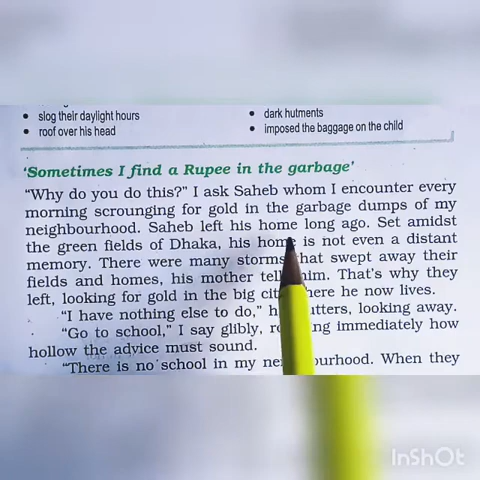 • slog their daylight hours
• dark hutments
• roof over his head
• imposed the baggage on the child
'Sometimes I find a Rupee in the garbage'
"Why do you do this?" I ask Saheb whom I encounter every
morning scrounging for gold in the garbage dumps of my
neighbourhood. Saheb left his home long ago. Set amidst
the green fields of Dhaka, his home is not even a distant
memory. There were many storms that swept away their
fields and homes, his mother tells him. That's why they
left, looking for gold in the big city where he now lives.
"I have nothing else to do," he mutters, looking away.
"Go to school," I say glibly, realising immediately how
hollow the advice must sound.
"There is no school in my neighbourhood. When they
InShOt